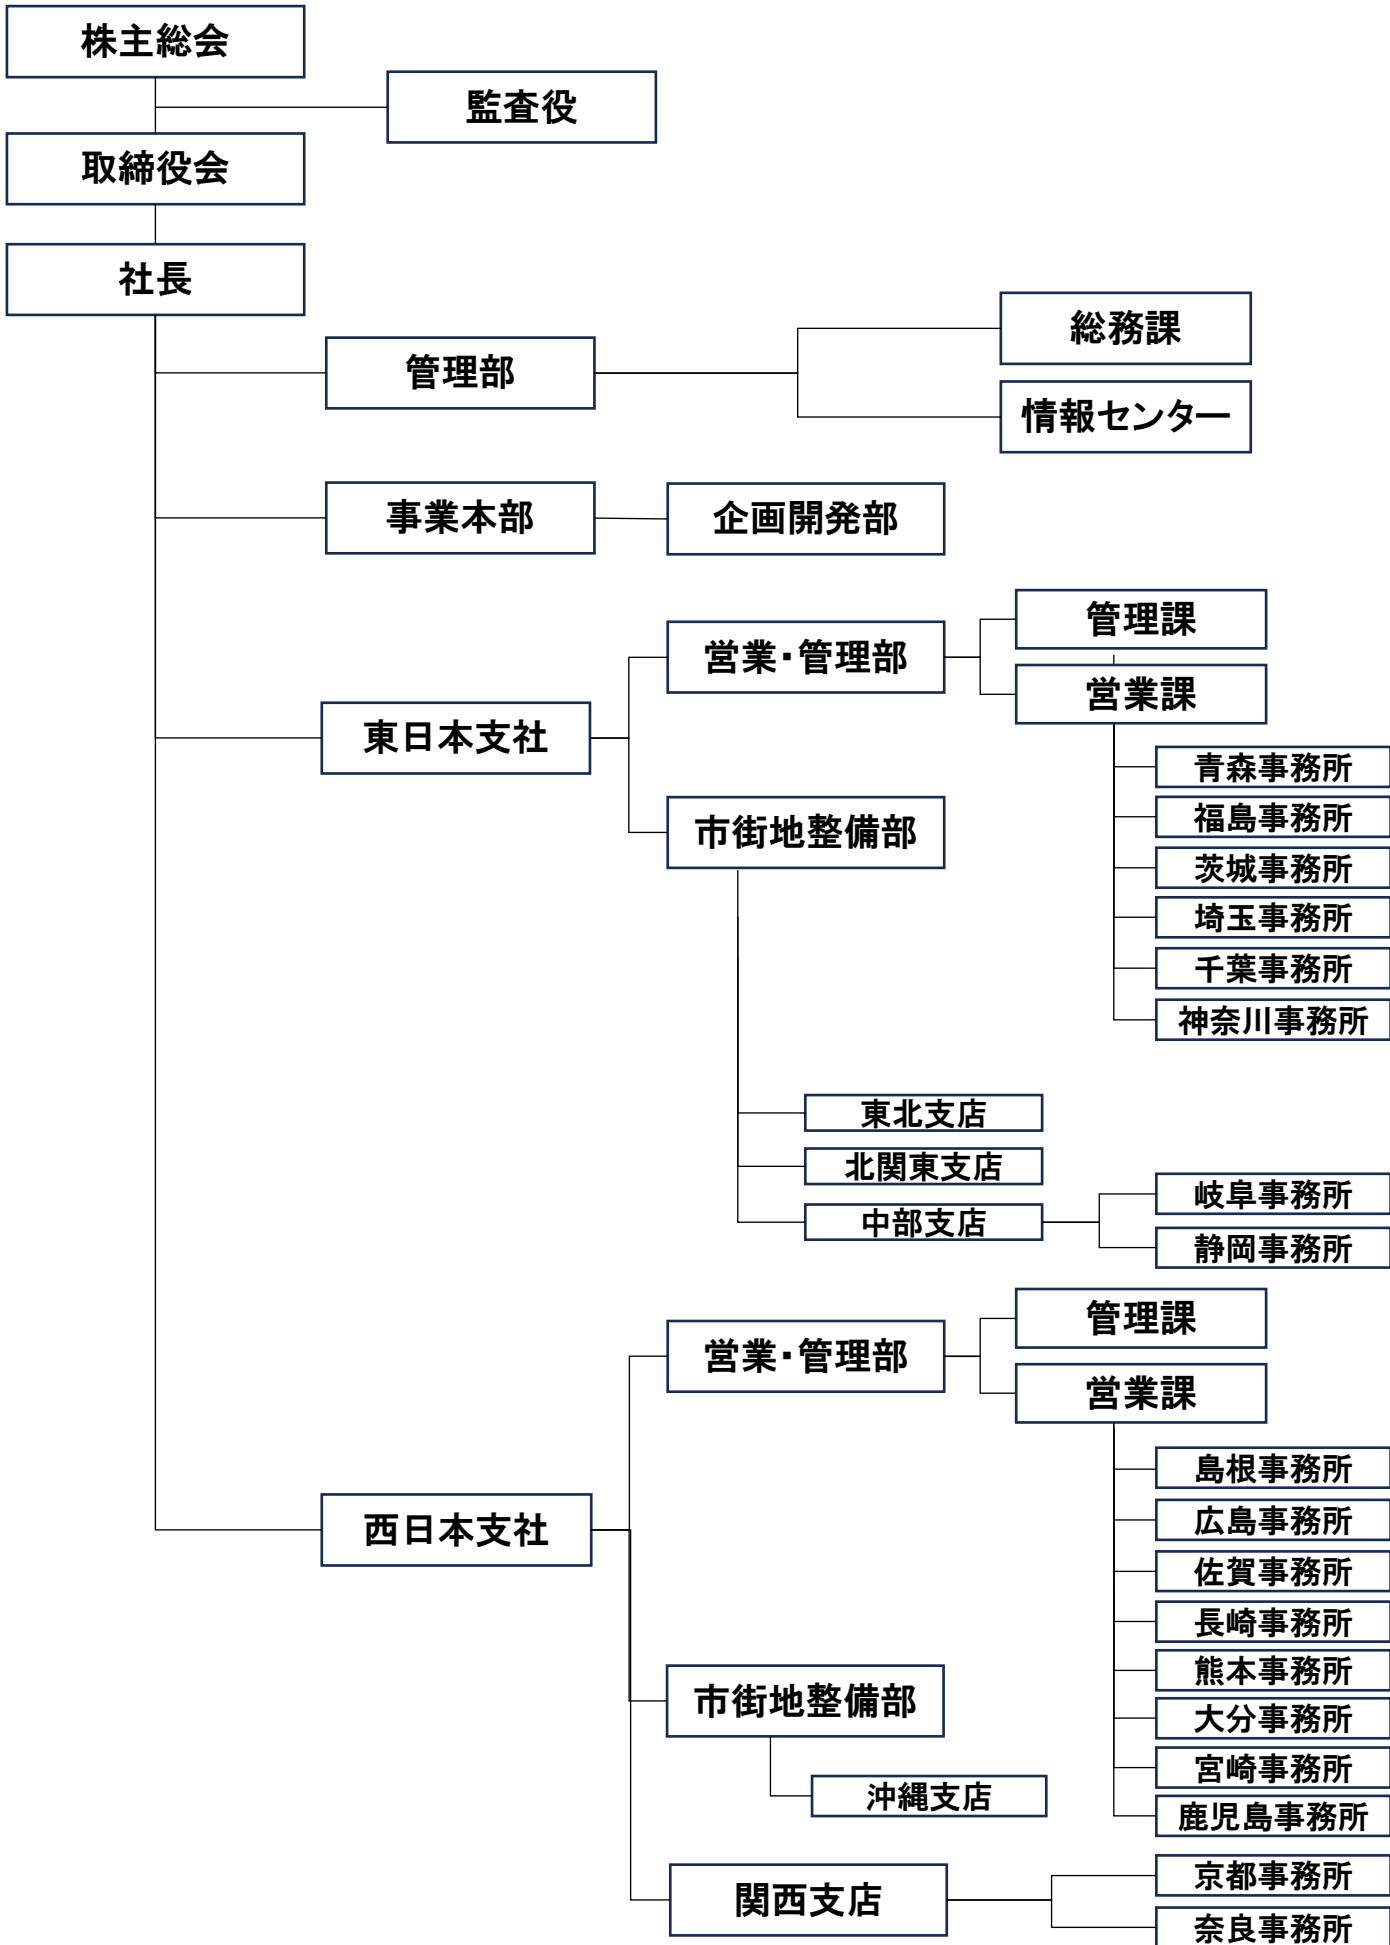 株主総会
監査役
取締役会
社長
総務課
管理部
情報センター
事業本部
企画開発部
管理課
営業・管理部
営業課
東日本支社
青森事務所
福島事務所
市街地整備部
茨城事務所
埼玉事務所
千葉事務所
神奈川事務所
東北支店
北関東支店
岐阜事務所
中部支店
静岡事務所
管理課
営業・管理部
営業課
島根事務所
広島事務所
西日本支社
佐賀事務所
長崎事務所
熊本事務所
市街地整備部
大分事務所
宮崎事務所
沖縄支店
鹿児島事務所
京都事務所
関西支店
奈良事務所